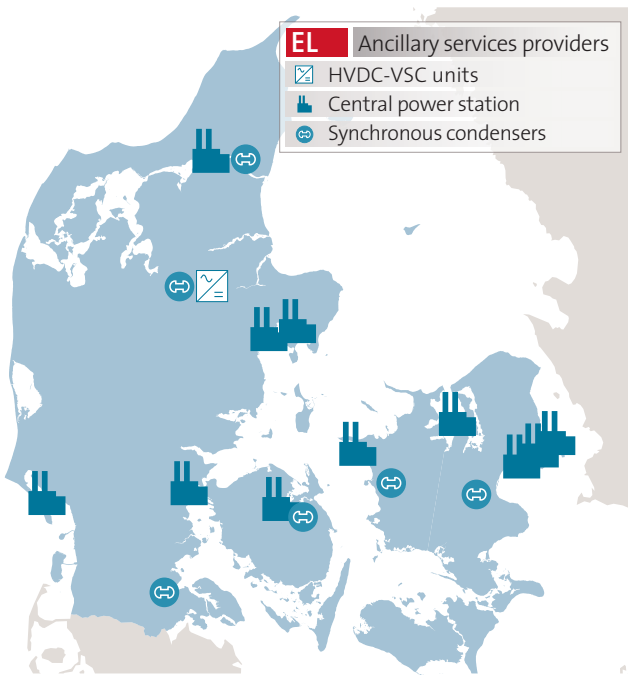 EL Ancillary services providers
HVDC-VSC units
Central power station
Synchronous condensers